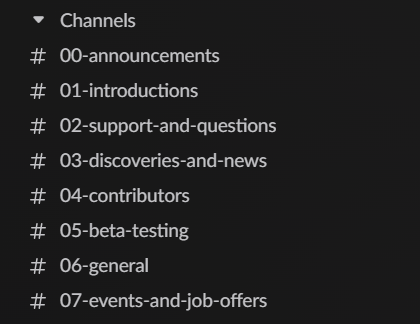 Channels
# 00-announcements
# 01-introductions
# 02-support-and-questions
# 03-discoveries-and-news
# 04-contributors
# 05-beta-testing
# 06-general
# 07-events-and-job-offers